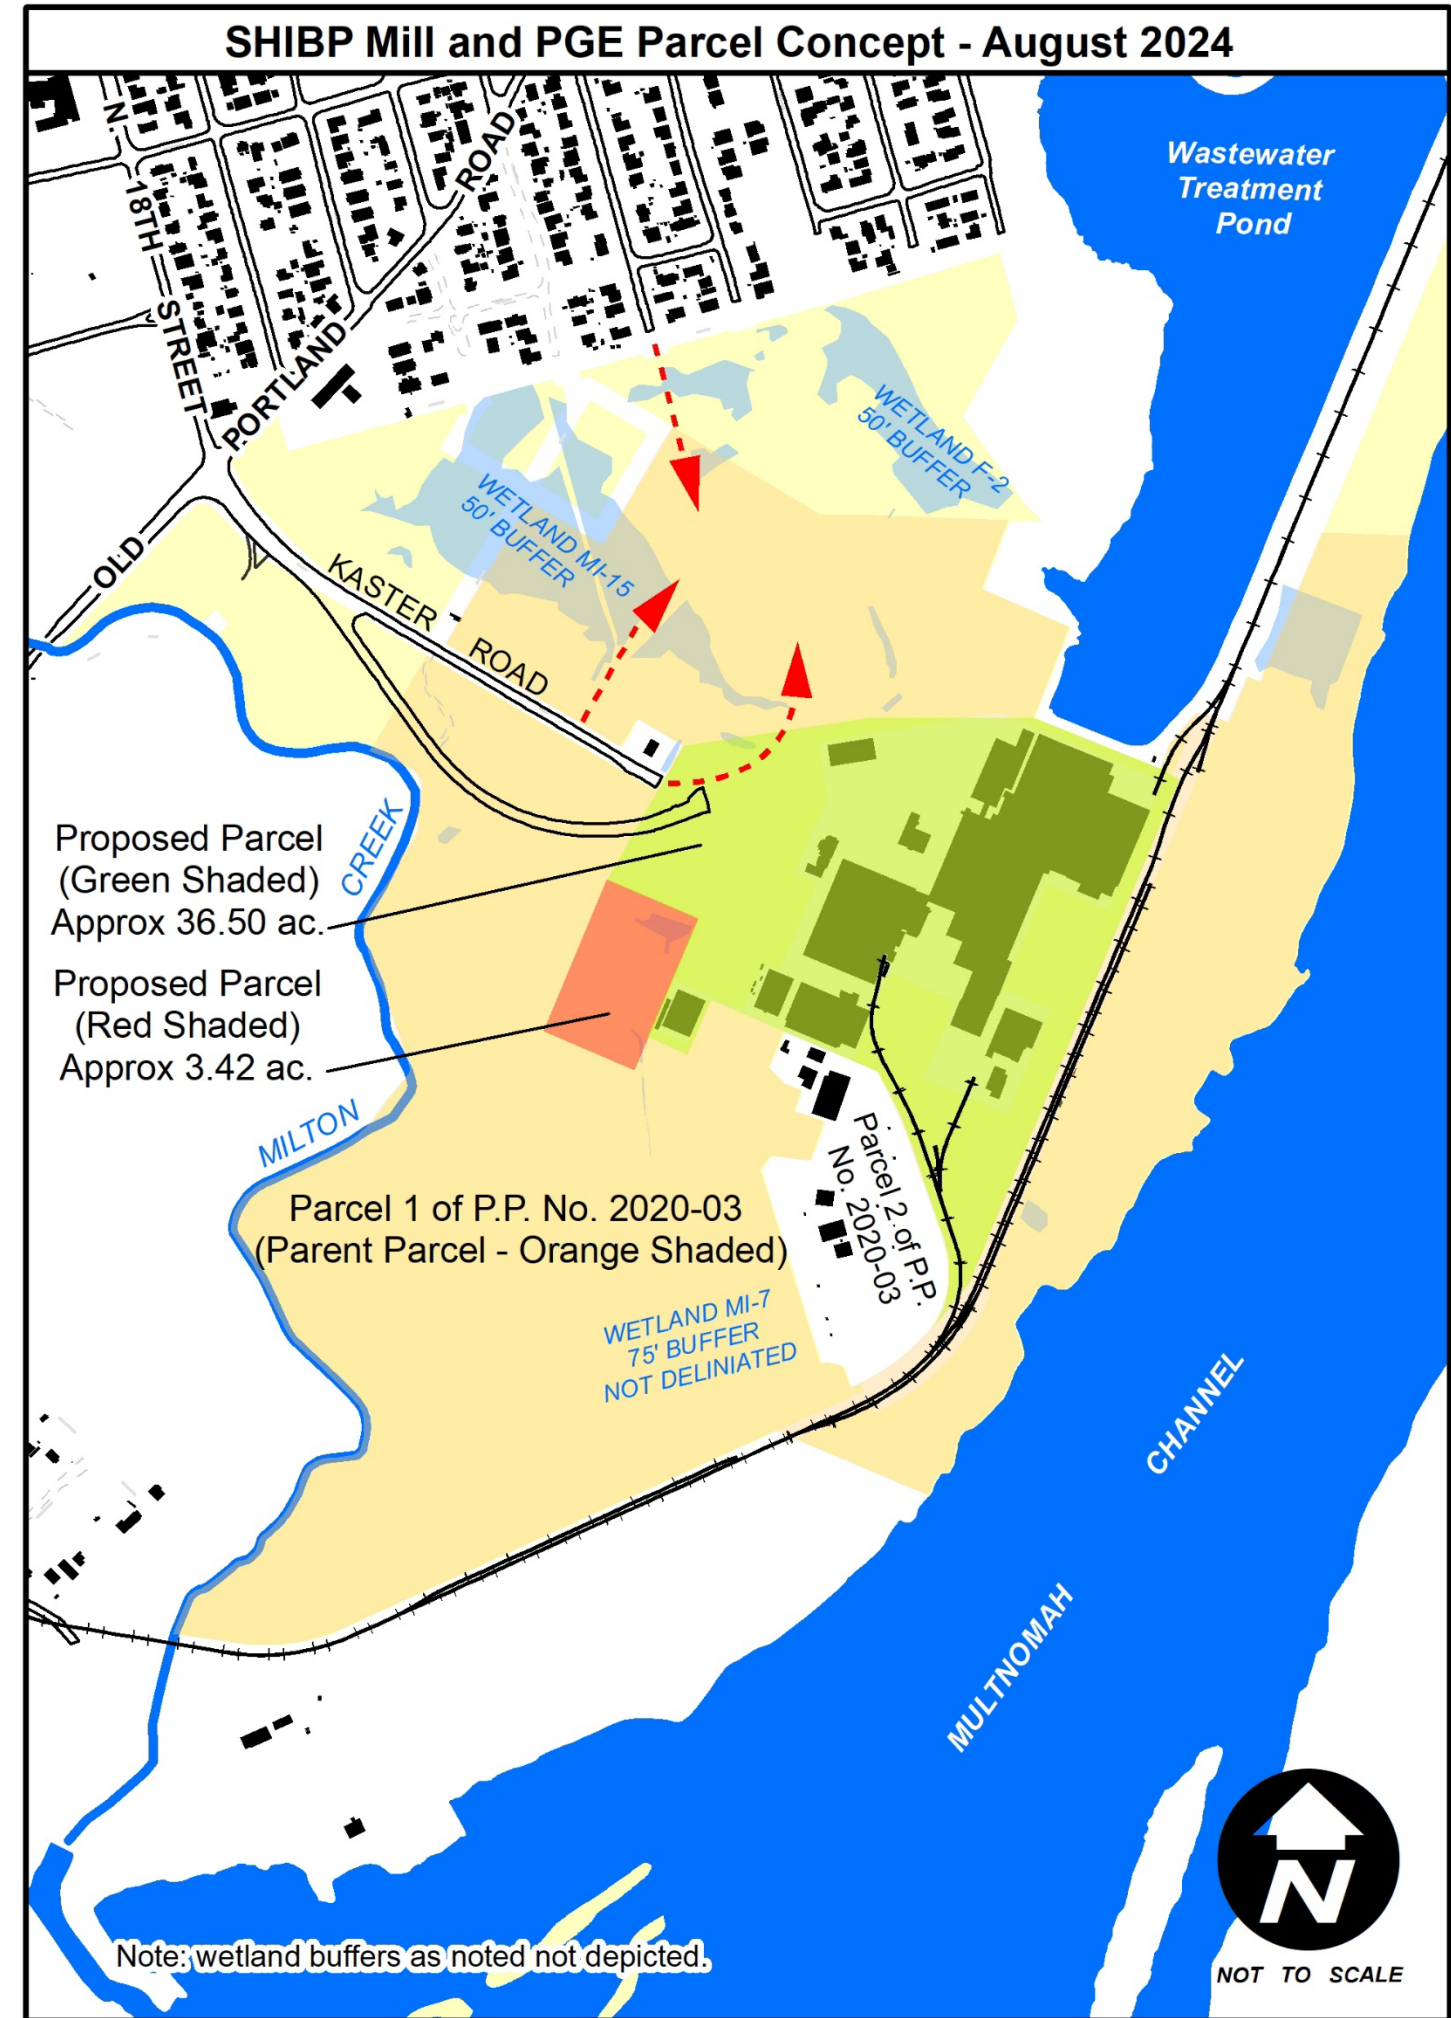 SHIBP Mill and PGE Parcel Concept - August 2024
N. 18TH STREET
OLD PORTLAND ROAD
Wastewater
Treatment
Pond
WETLAND F-2
50' BUFFER
WETLAND MI-15
50' BUFFER
KASTER ROAD
Proposed Parcel
(Green Shaded)
Approx 36.50 ac.
Proposed Parcel
(Red Shaded)
Approx 3.42 ac.
MILTON CREEK
Parcel 1 of P.P. No. 2020-03
(Parent Parcel - Orange Shaded)
Parcel 2 of P.P.
No. 2020-03
WETLAND MI-7
75' BUFFER
NOT DELINIATED
MULTNOMAH CHANNEL
Note: wetland buffers as noted not depicted.
N
NOT TO SCALE